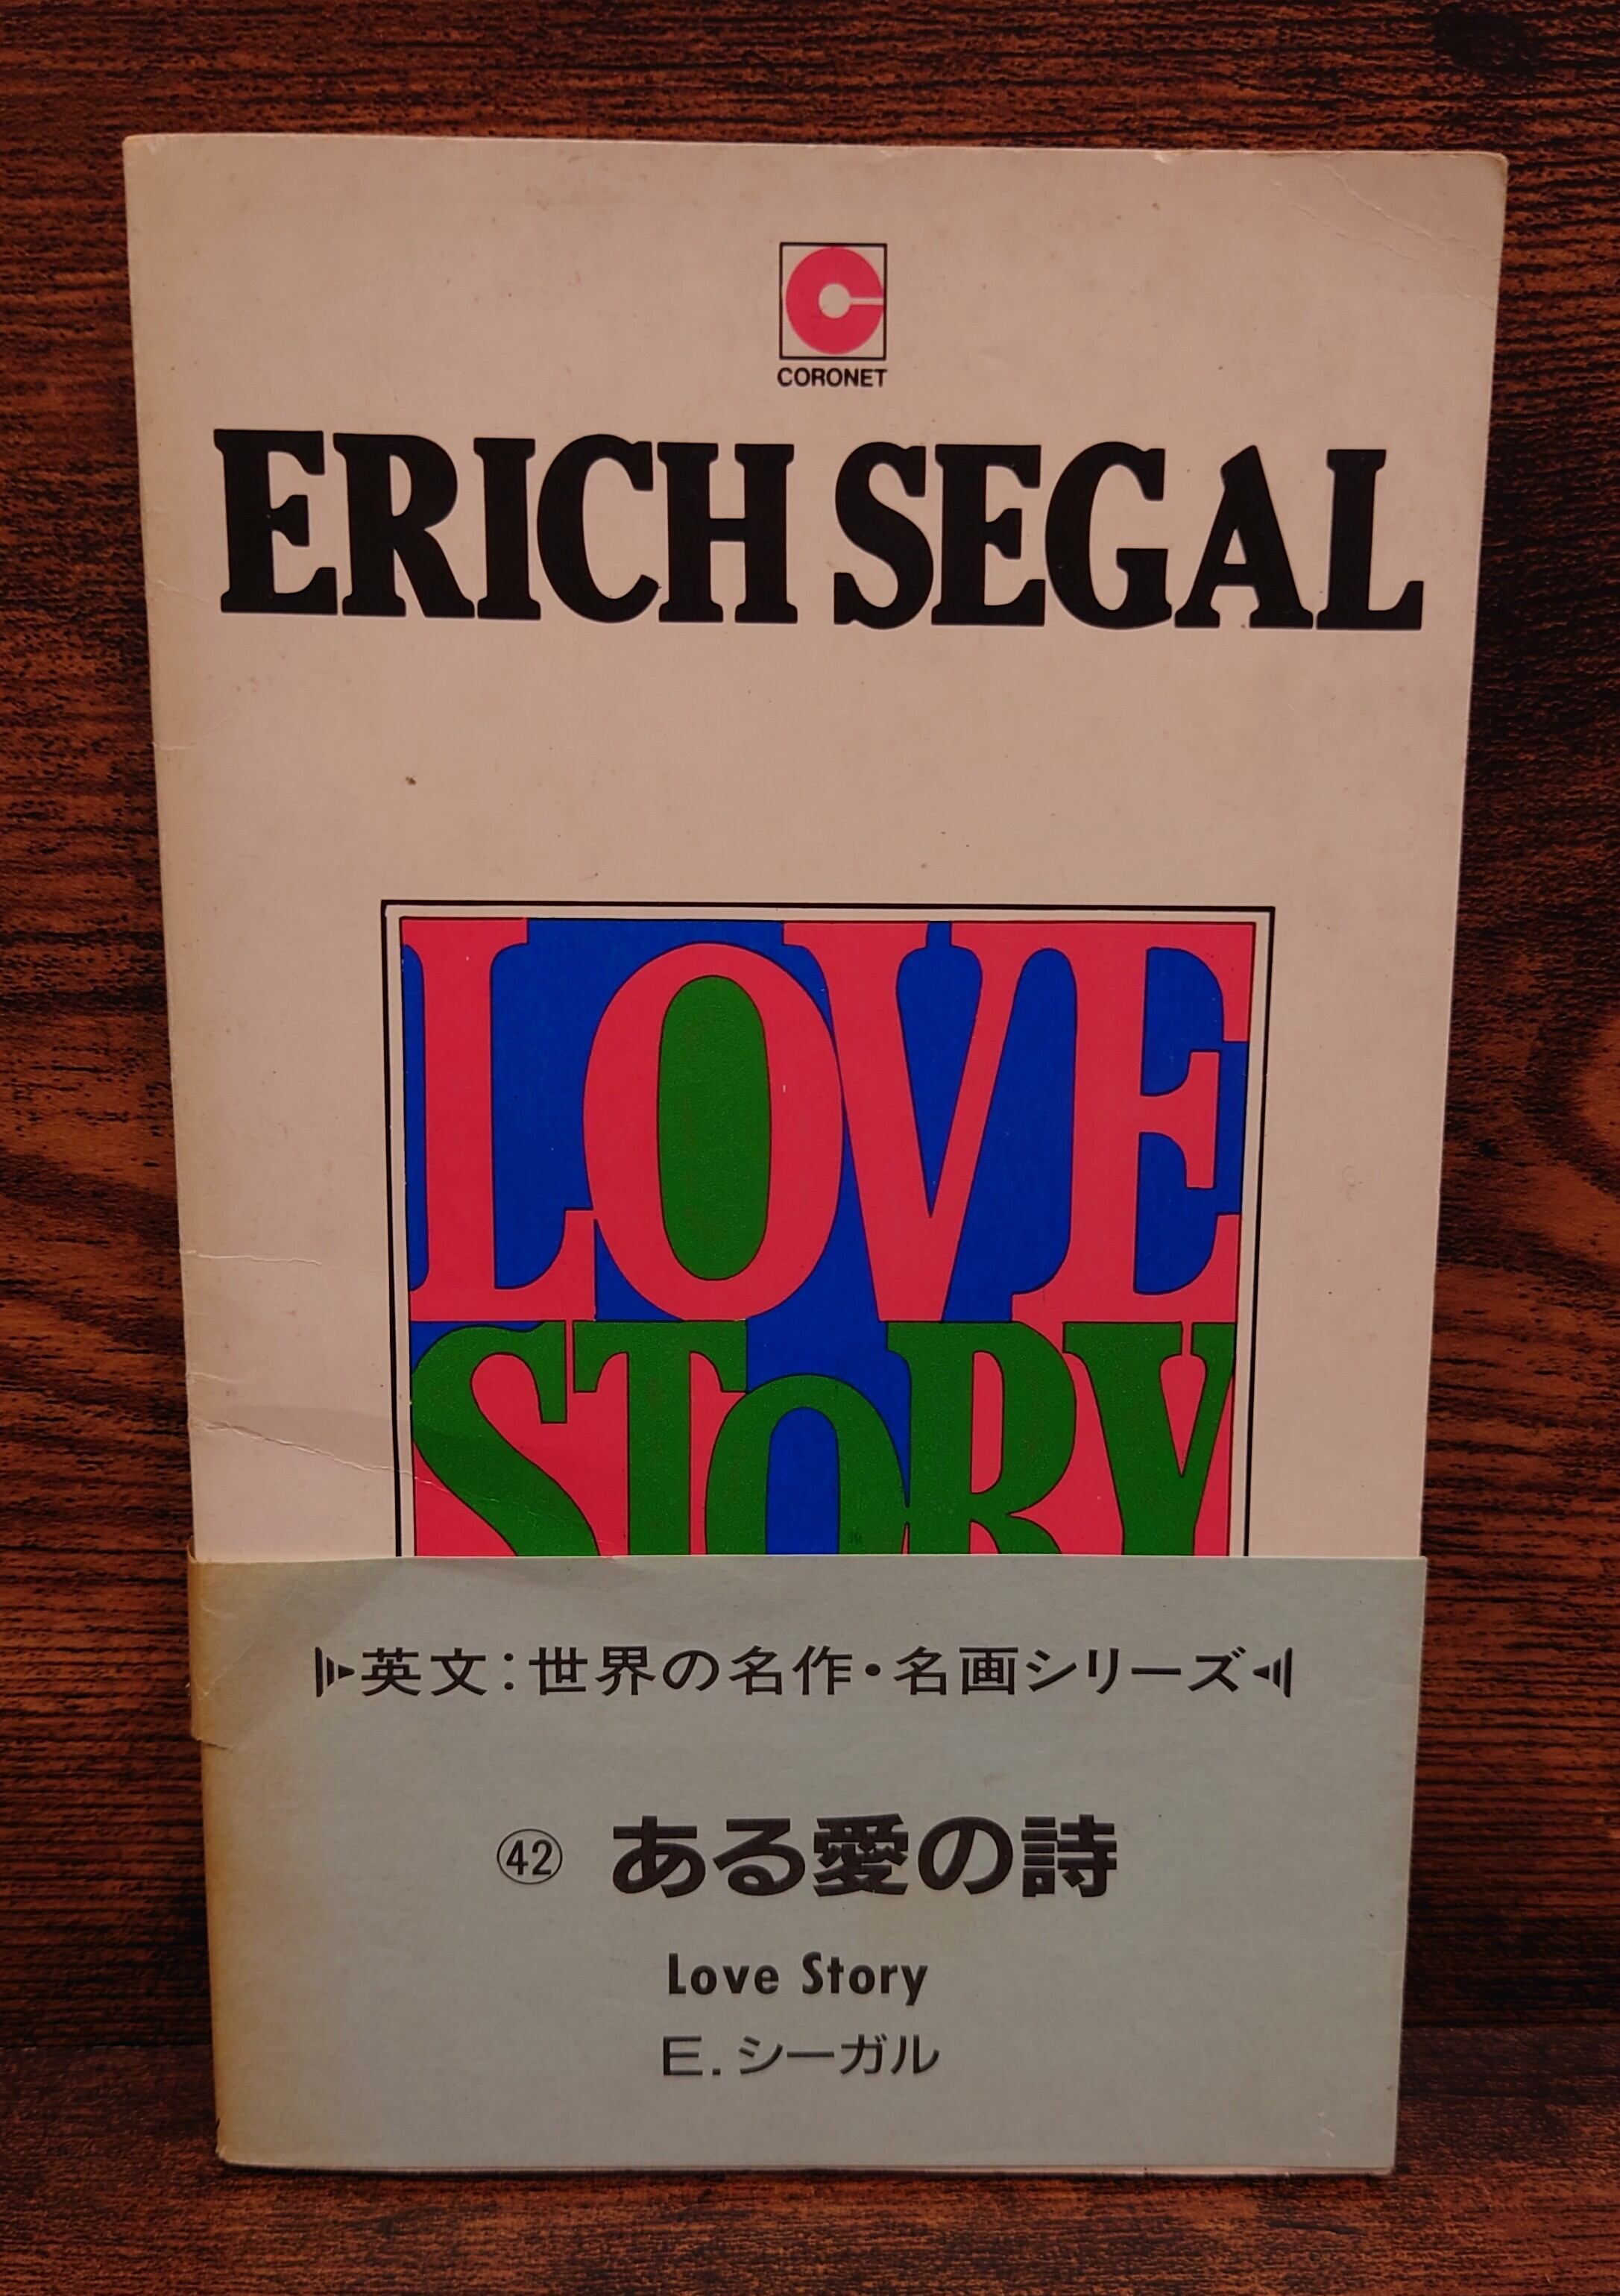 CORONET
ERICH SEGAL
LOVE
STORY
英文:世界の名作・名画シリーズ
㊷ ある愛の詩
Love Story
E.シーガル